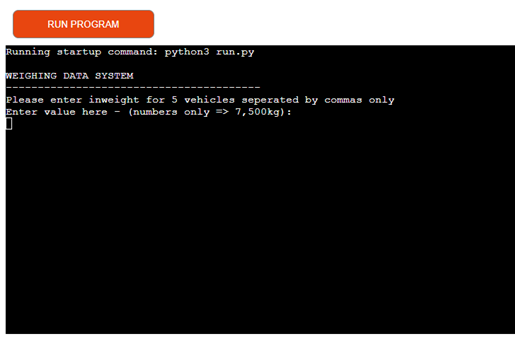 RUN PROGRAM
Running startup command: python3 run.py
WEIGHING DATA SYSTEM
----------------------------------------
Please enter inweight for 5 vehicles seperated by commas only
Enter value here - (numbers only => 7,500kg):